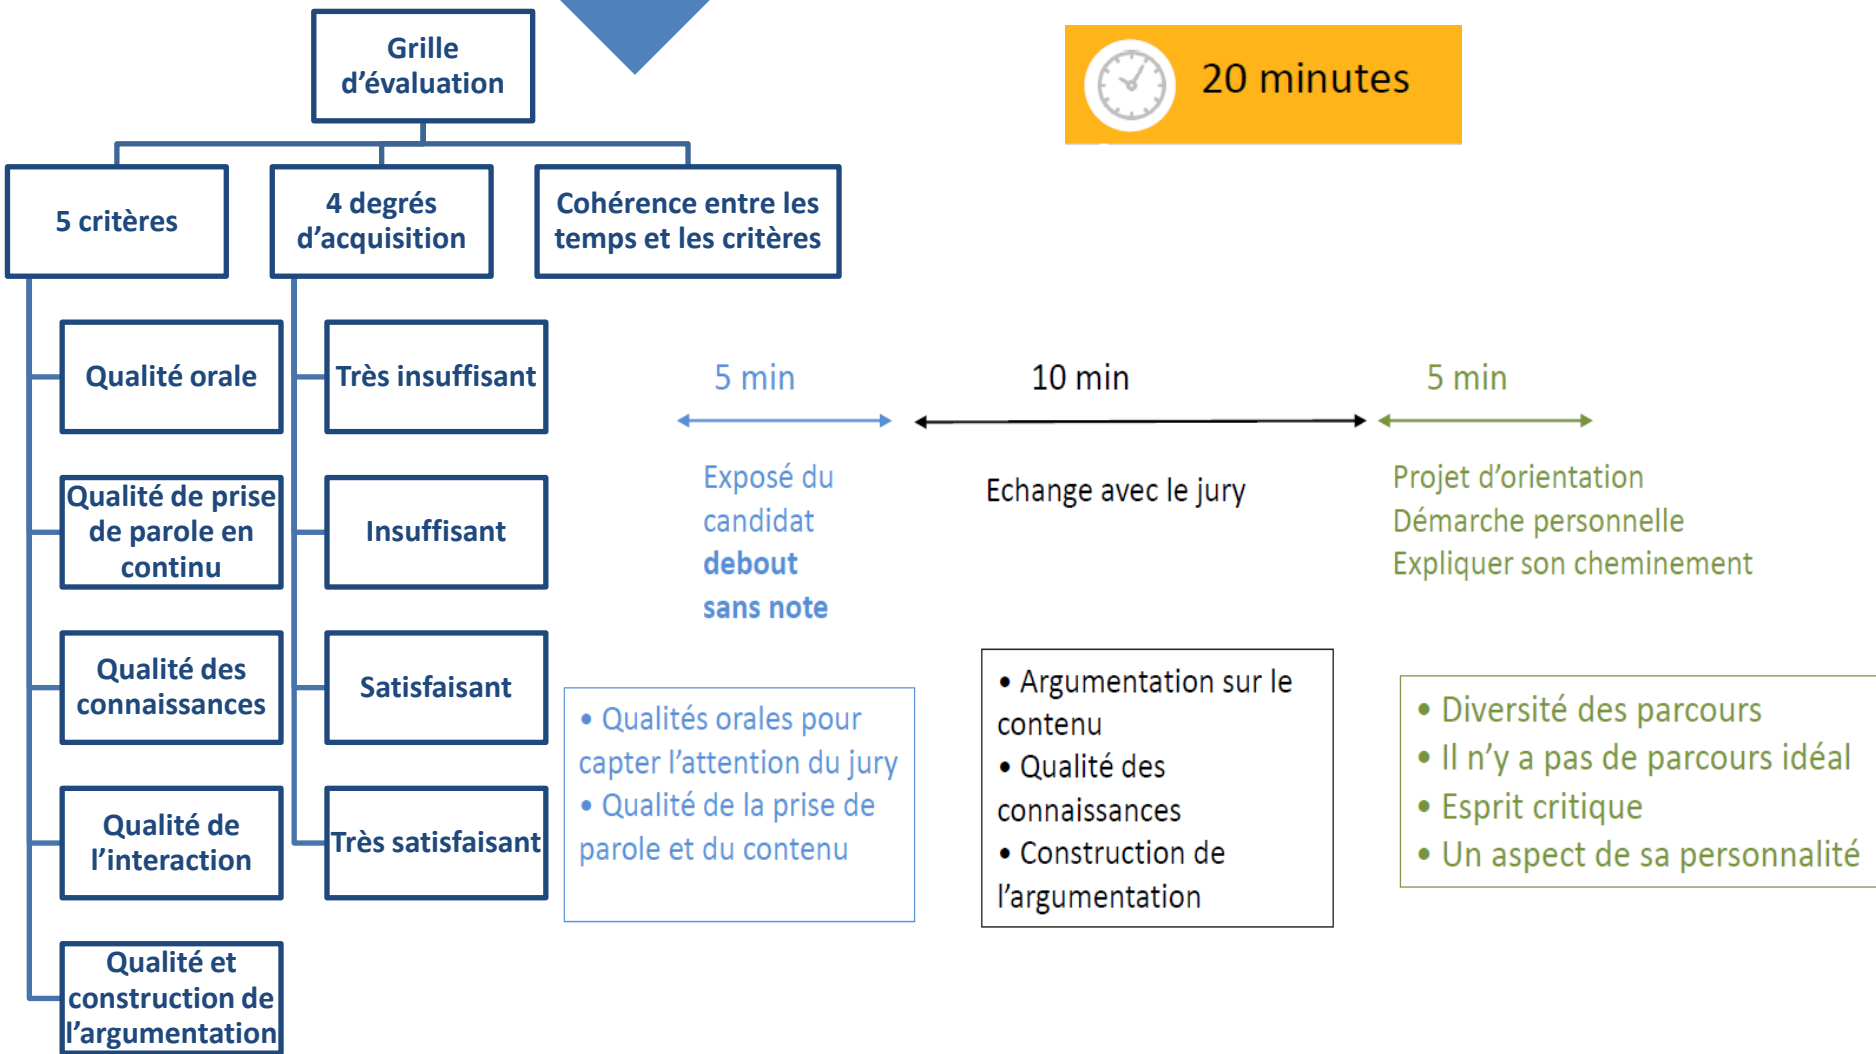 Grille
d'évaluation
20 minutes
5 critères
4 degrés
d'acquisition
Cohérence entre les
temps et les critères
Qualité orale
Qualité de prise
de parole en
continu
Qualité des
connaissances
Qualité de
l'interaction
Qualité et
construction de
l'argumentation
Très insuffisant
Insuffisant
Satisfaisant
Très satisfaisant
5 min
Exposé du
candidat
debout
sans note
• Qualités orales pour
capter l'attention du jury
• Qualité de la prise de
parole et du contenu
10 min
Echange avec le jury
• Argumentation sur le
contenu
• Qualité des
connaissances
• Construction de
l'argumentation
5 min
Projet d'orientation
Démarche personnelle
Expliquer son cheminement
• Diversité des parcours
• Il n'y a pas de parcours idéal
• Esprit critique
• Un aspect de sa personnalité